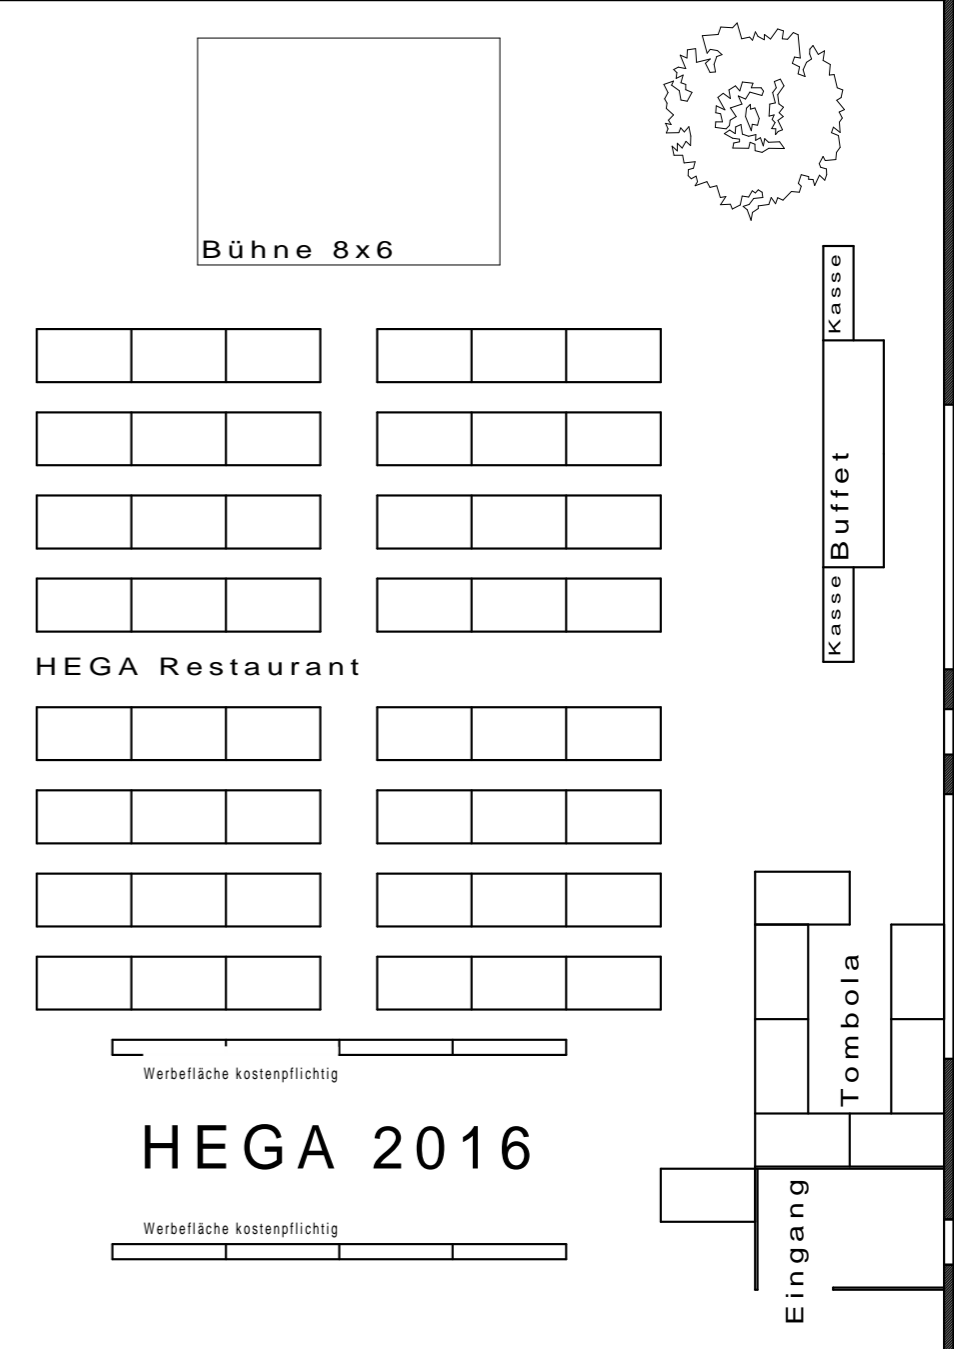 Bühne 8x6
Kasse
Buffet
Kasse
HEGA Restaurant
Tombola
Werbefläche kostenpflichtig
HEGA 2016
Werbefläche kostenpflichtig
Eingang